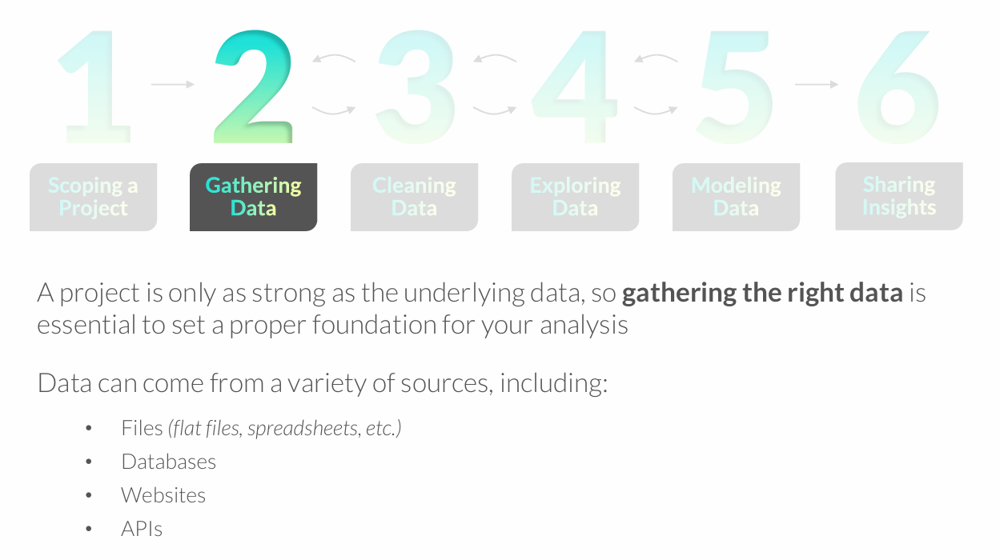 1 2 3 4 5 6
Scoping a Gathering Cleaning Exploring Modeling Sharing
Project Data Data Data Data Insights
A project is only as strong as the underlying data, so gathering the right data is
essential to set a proper foundation for your analysis
Data can come from a variety of sources, including:
• Files (flat files, spreadsheets, etc.)
• Databases
• Websites
• APIs